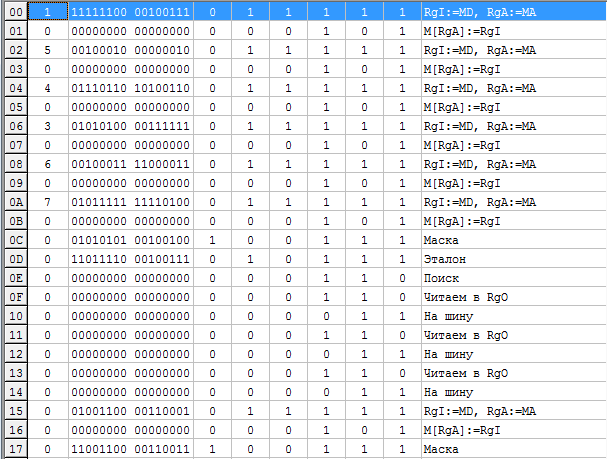 00 1 11111100 00100111 0 1 1 1 1 1 RgI:=MD, RgA:=MA
01 0 00000000 00000000 0 0 0 1 0 1 M[RgA]:=RgI
02 5 00100010 00000010 0 1 1 1 1 1 RgI:=MD, RgA:=MA
03 0 00000000 00000000 0 0 0 1 0 1 M[RgA]:=RgI
04 4 01110110 10100110 0 1 1 1 1 1 RgI:=MD, RgA:=MA
05 0 00000000 00000000 0 0 0 1 0 1 M[RgA]:=RgI
06 3 01010100 00111111 0 1 1 1 1 1 RgI:=MD, RgA:=MA
07 0 00000000 00000000 0 0 0 1 0 1 M[RgA]:=RgI
08 6 00100011 11000011 0 1 1 1 1 1 RgI:=MD, RgA:=MA
09 0 00000000 00000000 0 0 0 1 0 1 M[RgA]:=RgI
0A 7 01011111 11110100 0 1 1 1 1 1 RgI:=MD, RgA:=MA
0B 0 00000000 00000000 0 0 0 1 0 1 M[RgA]:=RgI
0C 0 01010101 00100100 1 0 0 1 1 1 Маска
0D 0 11011110 00100111 0 1 0 1 1 1 Эталон
0E 0 00000000 00000000 0 0 0 1 1 0 Поиск
0F 0 00000000 00000000 0 0 0 1 1 0 Читаем в RgO
10 0 00000000 00000000 0 0 0 0 1 1 На шину
11 0 00000000 00000000 0 0 0 1 1 0 Читаем в RgO
12 0 00000000 00000000 0 0 0 0 1 1 На шину
13 0 00000000 00000000 0 0 0 1 1 0 Читаем в RgO
14 0 00000000 00000000 0 0 0 0 1 1 На шину
15 0 01001100 00110001 0 1 1 1 1 1 RgI:=MD, RgA:=MA
16 0 00000000 00000000 0 0 0 1 0 1 M[RgA]:=RgI
17 0 11001100 00110011 1 0 0 1 1 1 Маска